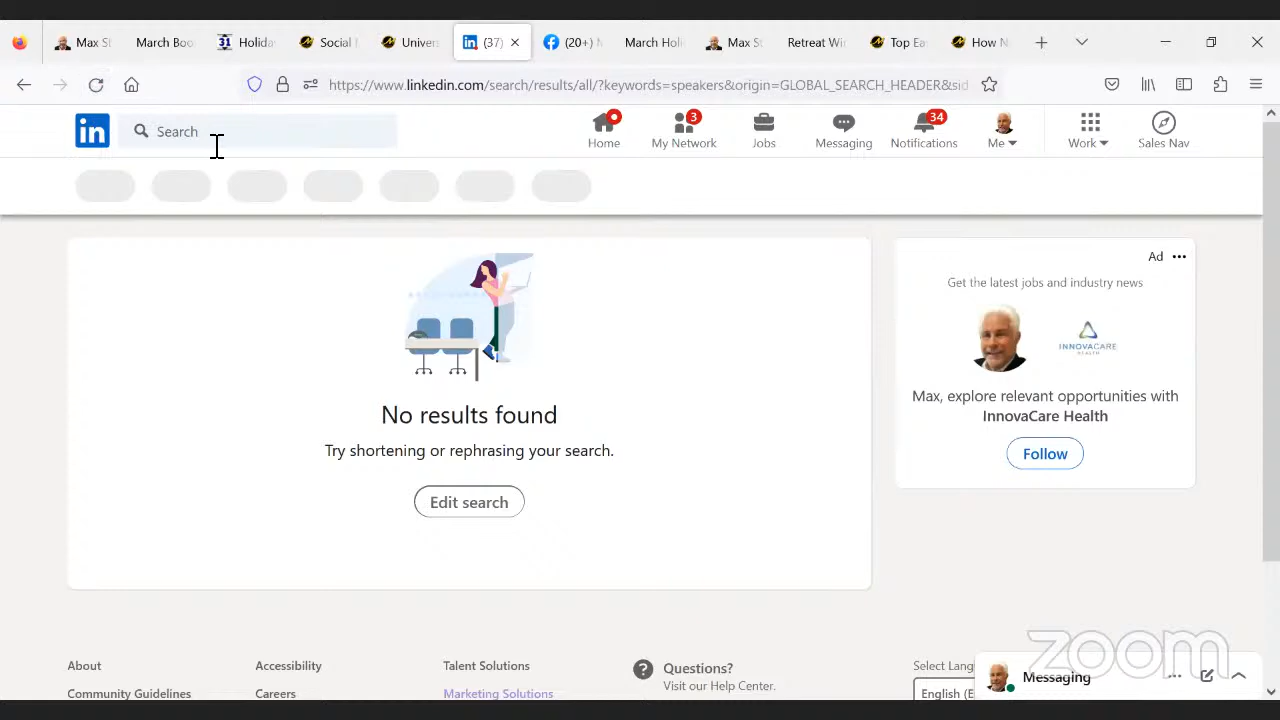 Max St
March Boo
31
Holida
Social
Univers
in
(37)
(20+)
March Holi
Max St
Retreat Wi
Top Ea
How N
https://www.linkedin.com/search/results/all/?keywords=speakers&origin=GLOBAL_SEARCH_HEADER&sid
in
Search
Home
3
My Network
Jobs
Messaging
34
Notifications
Me
Work
Sales Nav
No results found
Try shortening or rephrasing your search.
Edit search
Ad
Get the latest jobs and industry news
INNOVACARE
HEALTH
Max, explore relevant opportunities with
InnovaCare Health
Follow
About
Accessibility
Talent Solutions
Questions?
Visit our Help Center.
Select Lang
Community Guidelines
Careers
Marketing Solutions
English (E
zoom
Messaging